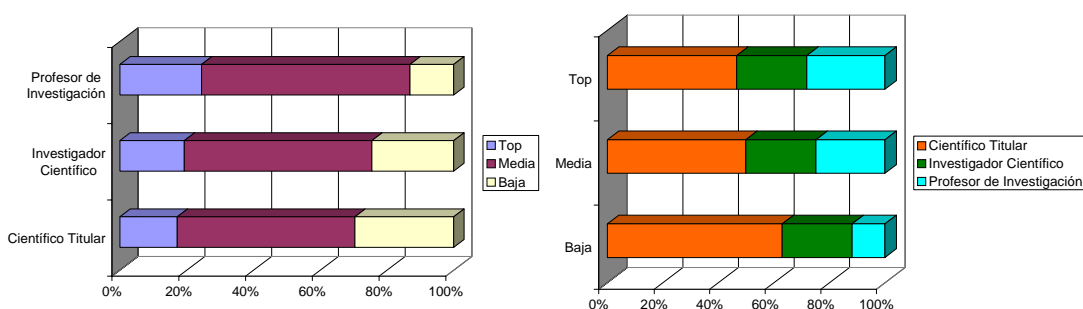 Profesor de
Investigación
Investigador
Científico
Científico Titular
0%
20%
40%
60%
80%
100%
Top
Media
Baja
Top
Media
Baja
0%
20%
40%
60%
80%
100%
Científico Titular
Investigador Científico
Profesor de Investigación